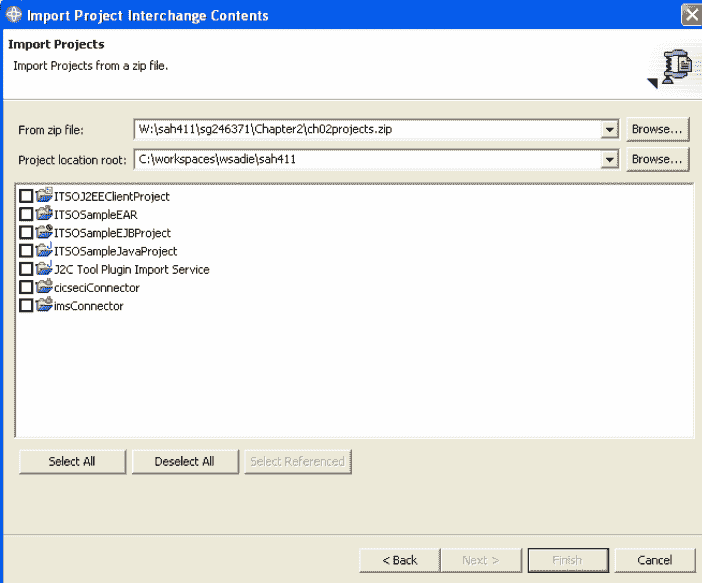 Import Project Interchange Contents
Import Projects
Import Projects from a zip file.
From zip file: W:\sah411\sg246371\Chapter2\ch02projects.zip Browse...
Project location root: C:\workspaces\wsadie\sah411 Browse...
ITSOJ2EEClientProject
ITSOSampleEAR
ITSOSampleEJBProject
ITSOSampleJavaProject
J2C Tool Plugin Import Service
cicseciConnector
imsConnector
Select All Deselect All Select Referenced
< Back Next > Finish Cancel